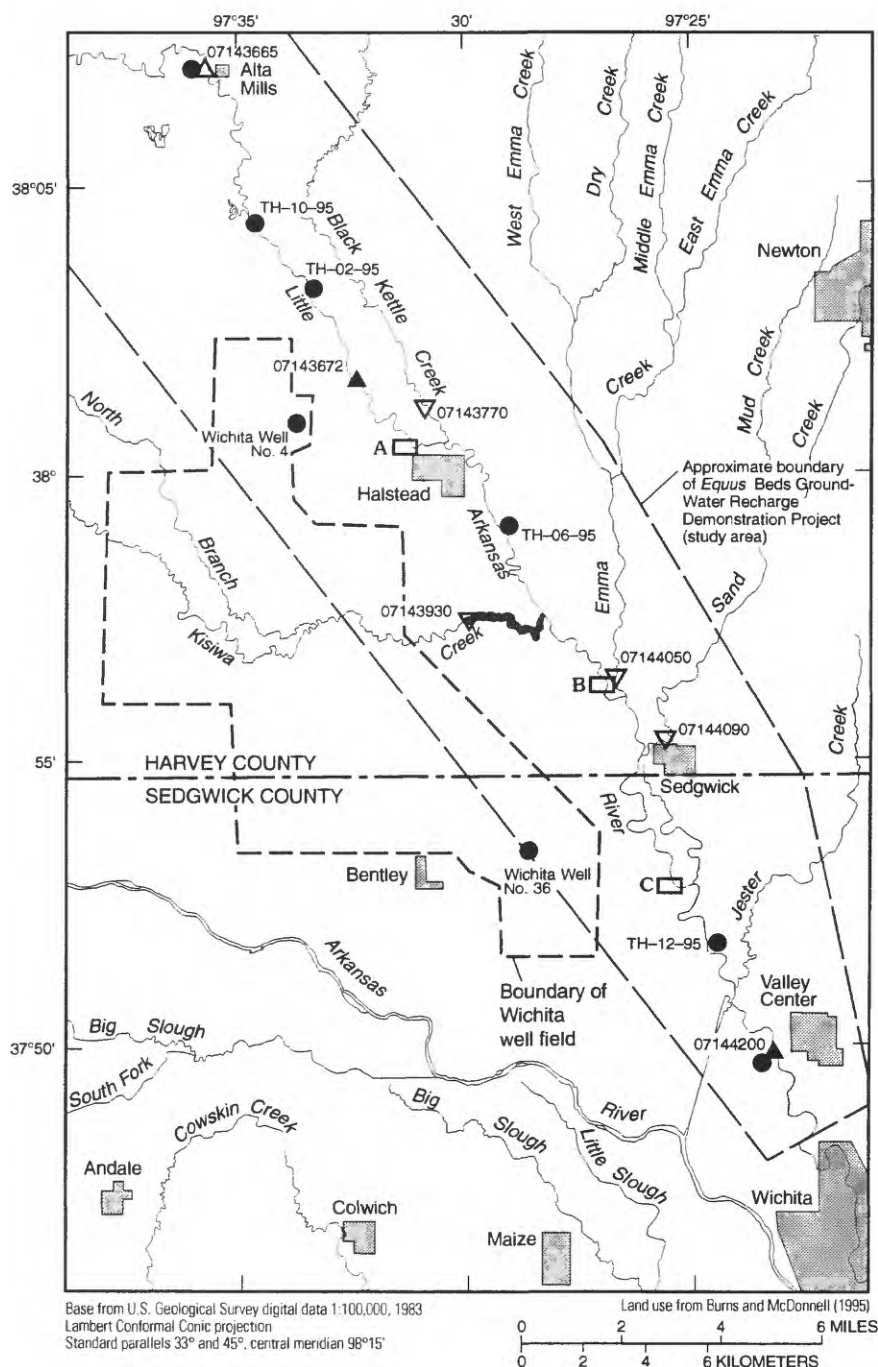 97°35'
30
97°25'
07143665
Alta
Mills
38°05'
TH–10–95
TH–02–95
Black
Kettle
Creek
Little
West Emma Creek
Dry Creek
Middle Emma Creek
East Emma Creek
Newton
07143672
Creek
Mud Creek
Creek
07143770
North
Wichita Well
No. 4
A
38°
Halstead
Approximate boundary
of Equus Beds Ground-
Water Recharge
Demonstration Project
(study area)
TH–06–95
Arkansas
Branch
Emma
Sand
07143930
Kisiwa
Creek
07144050
B
07144090
Creek
55'
HARVEY COUNTY
SEDGWICK COUNTY
Sedgwick
River
Bentley
Wichita Well
No. 36
C
Jester
TH–12–95
Arkansas
Boundary of
Wichita
well field
Valley
Center
Big Slough
37°50'
07144200
South Fork
River
Cowskin Creek
Big
Slough
Little
Slough
Andale
Wichita
Colwich
Maize
Base from U.S. Geological Survey digital data 1:100,000, 1983
Lambert Conformal Conic projection
Standard parallels 33° and 45°, central meridian 98°15'
Land use from Burns and McDonnell (1995)
0 2 4 6 MILES
0 2 4 6 KILOMETERS